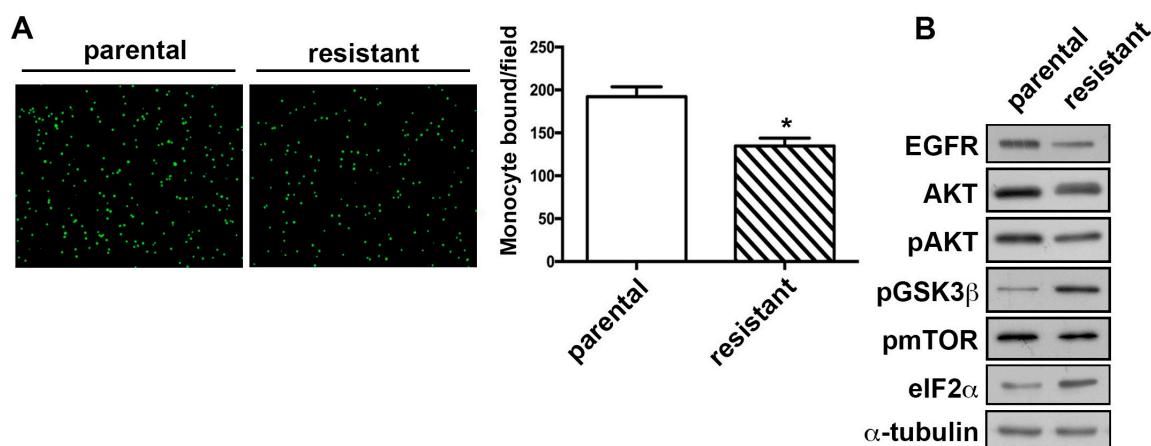 A
parental
resistant
Monocyte bound/field
250
200
150
100
50
0
*
parental
resistant
B
parental
resistant
EGFR
AKT
pAKT
pGSK3β
pmTOR
eIF2α
α-tubulin